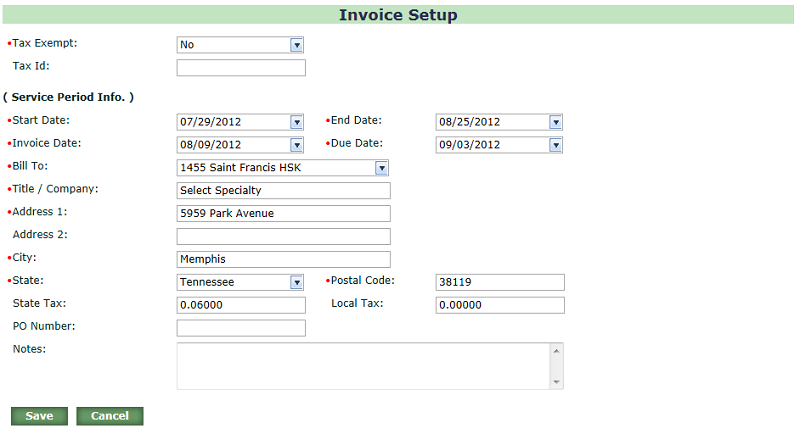 Invoice Setup
•Tax Exempt: No
Tax Id:
( Service Period Info. )
•Start Date: 07/29/2012 •End Date: 08/25/2012
•Invoice Date: 08/09/2012 •Due Date: 09/03/2012
•Bill To: 1455 Saint Francis HSK
•Title / Company: Select Specialty
•Address 1: 5959 Park Avenue
Address 2:
•City: Memphis
•State: Tennessee •Postal Code: 38119
State Tax: 0.06000 Local Tax: 0.00000
PO Number:
Notes:
Save Cancel